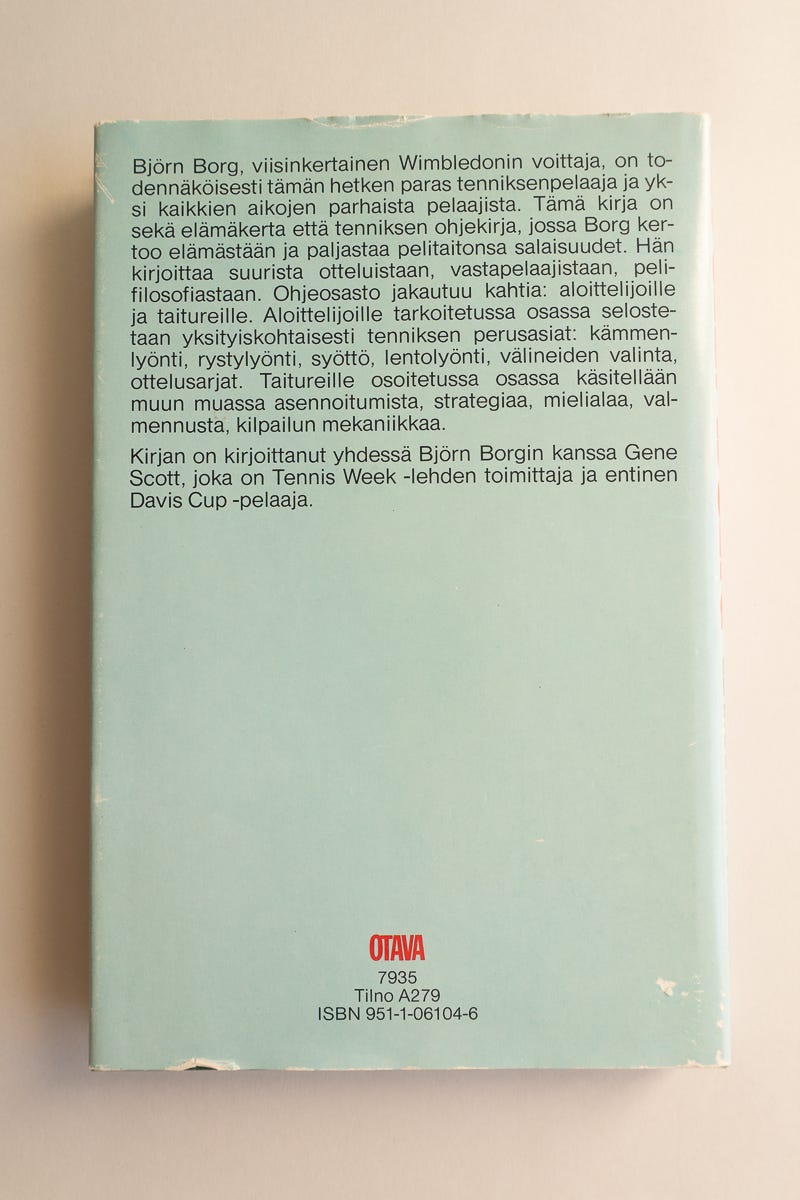 Björn Borg, viisinkertainen Wimbledonin voittaja, on to-
dennäköisesti tämän hetken paras tenniksenpelaaja ja yk-
si kaikkien aikojen parhaista pelaajista. Tämä kirja on
sekä elämäkerta että tenniksen ohjekirja, jossa Borg ker-
too elämästään ja paljastaa pelitaitonsa salaisuudet. Hän
kirjoittaa suurista otteluistaan, vastapelaajistaan, peli-
filosofiastaan. Ohjeosasto jakautuu kahtia: aloittelijoille
ja taitureille. Aloittelijoille tarkoitetussa osassa seloste-
taan yksityiskohtaisesti tenniksen perusasiat: kämmen-
lyönti, rystylyönti, syöttö, lentolyönti, välineiden valinta,
ottelusarjat. Taitureille osoitetussa osassa käsitellään
muun muassa asennoitumista, strategiaa, mielialaa, val-
mennusta, kilpailun mekaniikkaa.
Kirjan on kirjoittanut yhdessä Björn Borgin kanssa Gene
Scott, joka on Tennis Week -lehden toimittaja ja entinen
Davis Cup -pelaaja.
OTAVA
7935
Tilno A279
ISBN 951-1-06104-6